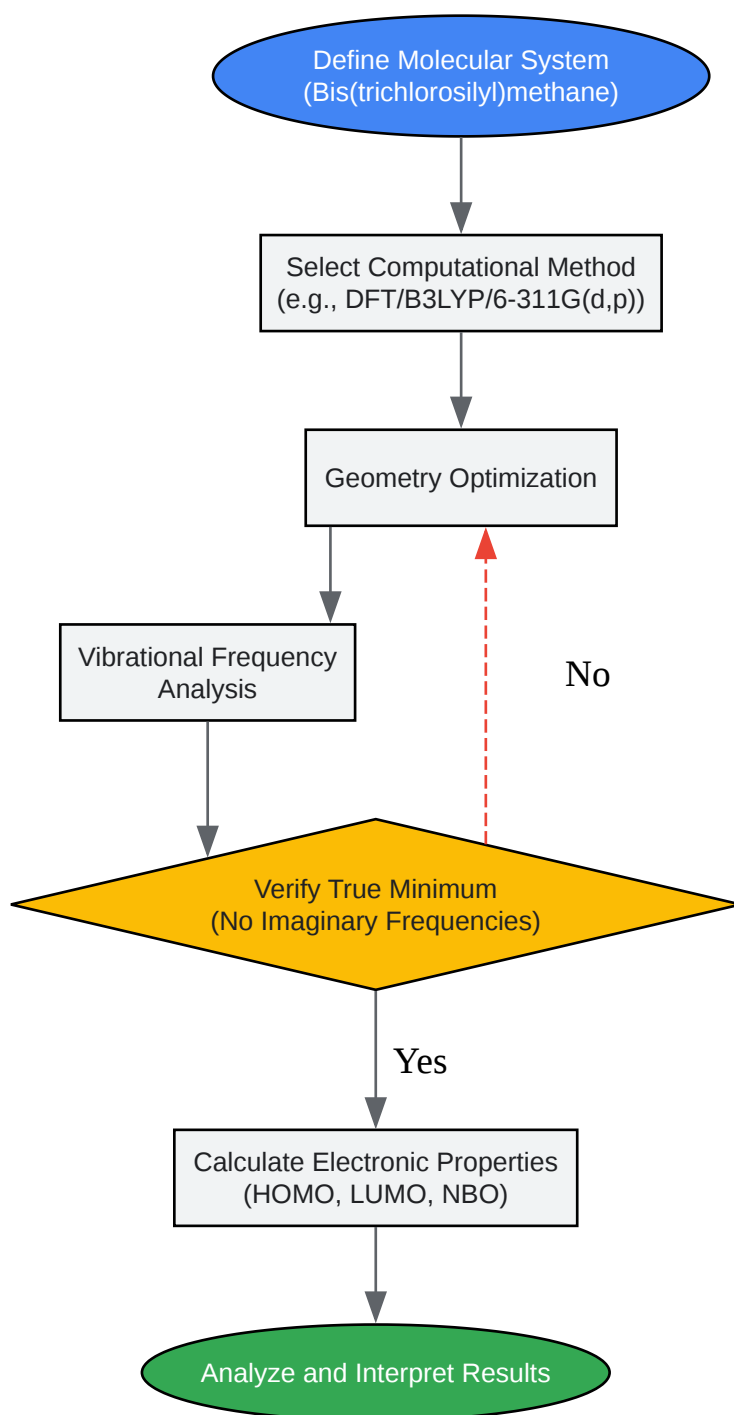 Define Molecular System
(Bis(trichlorosilyl)methane)
Select Computational Method
(e.g., DFT/B3LYP/6-311G(d,p))
Geometry Optimization
Vibrational Frequency
Analysis
No
Verify True Minimum
(No Imaginary Frequencies)
Yes
Calculate Electronic Properties
(HOMO, LUMO, NBO)
Analyze and Interpret Results